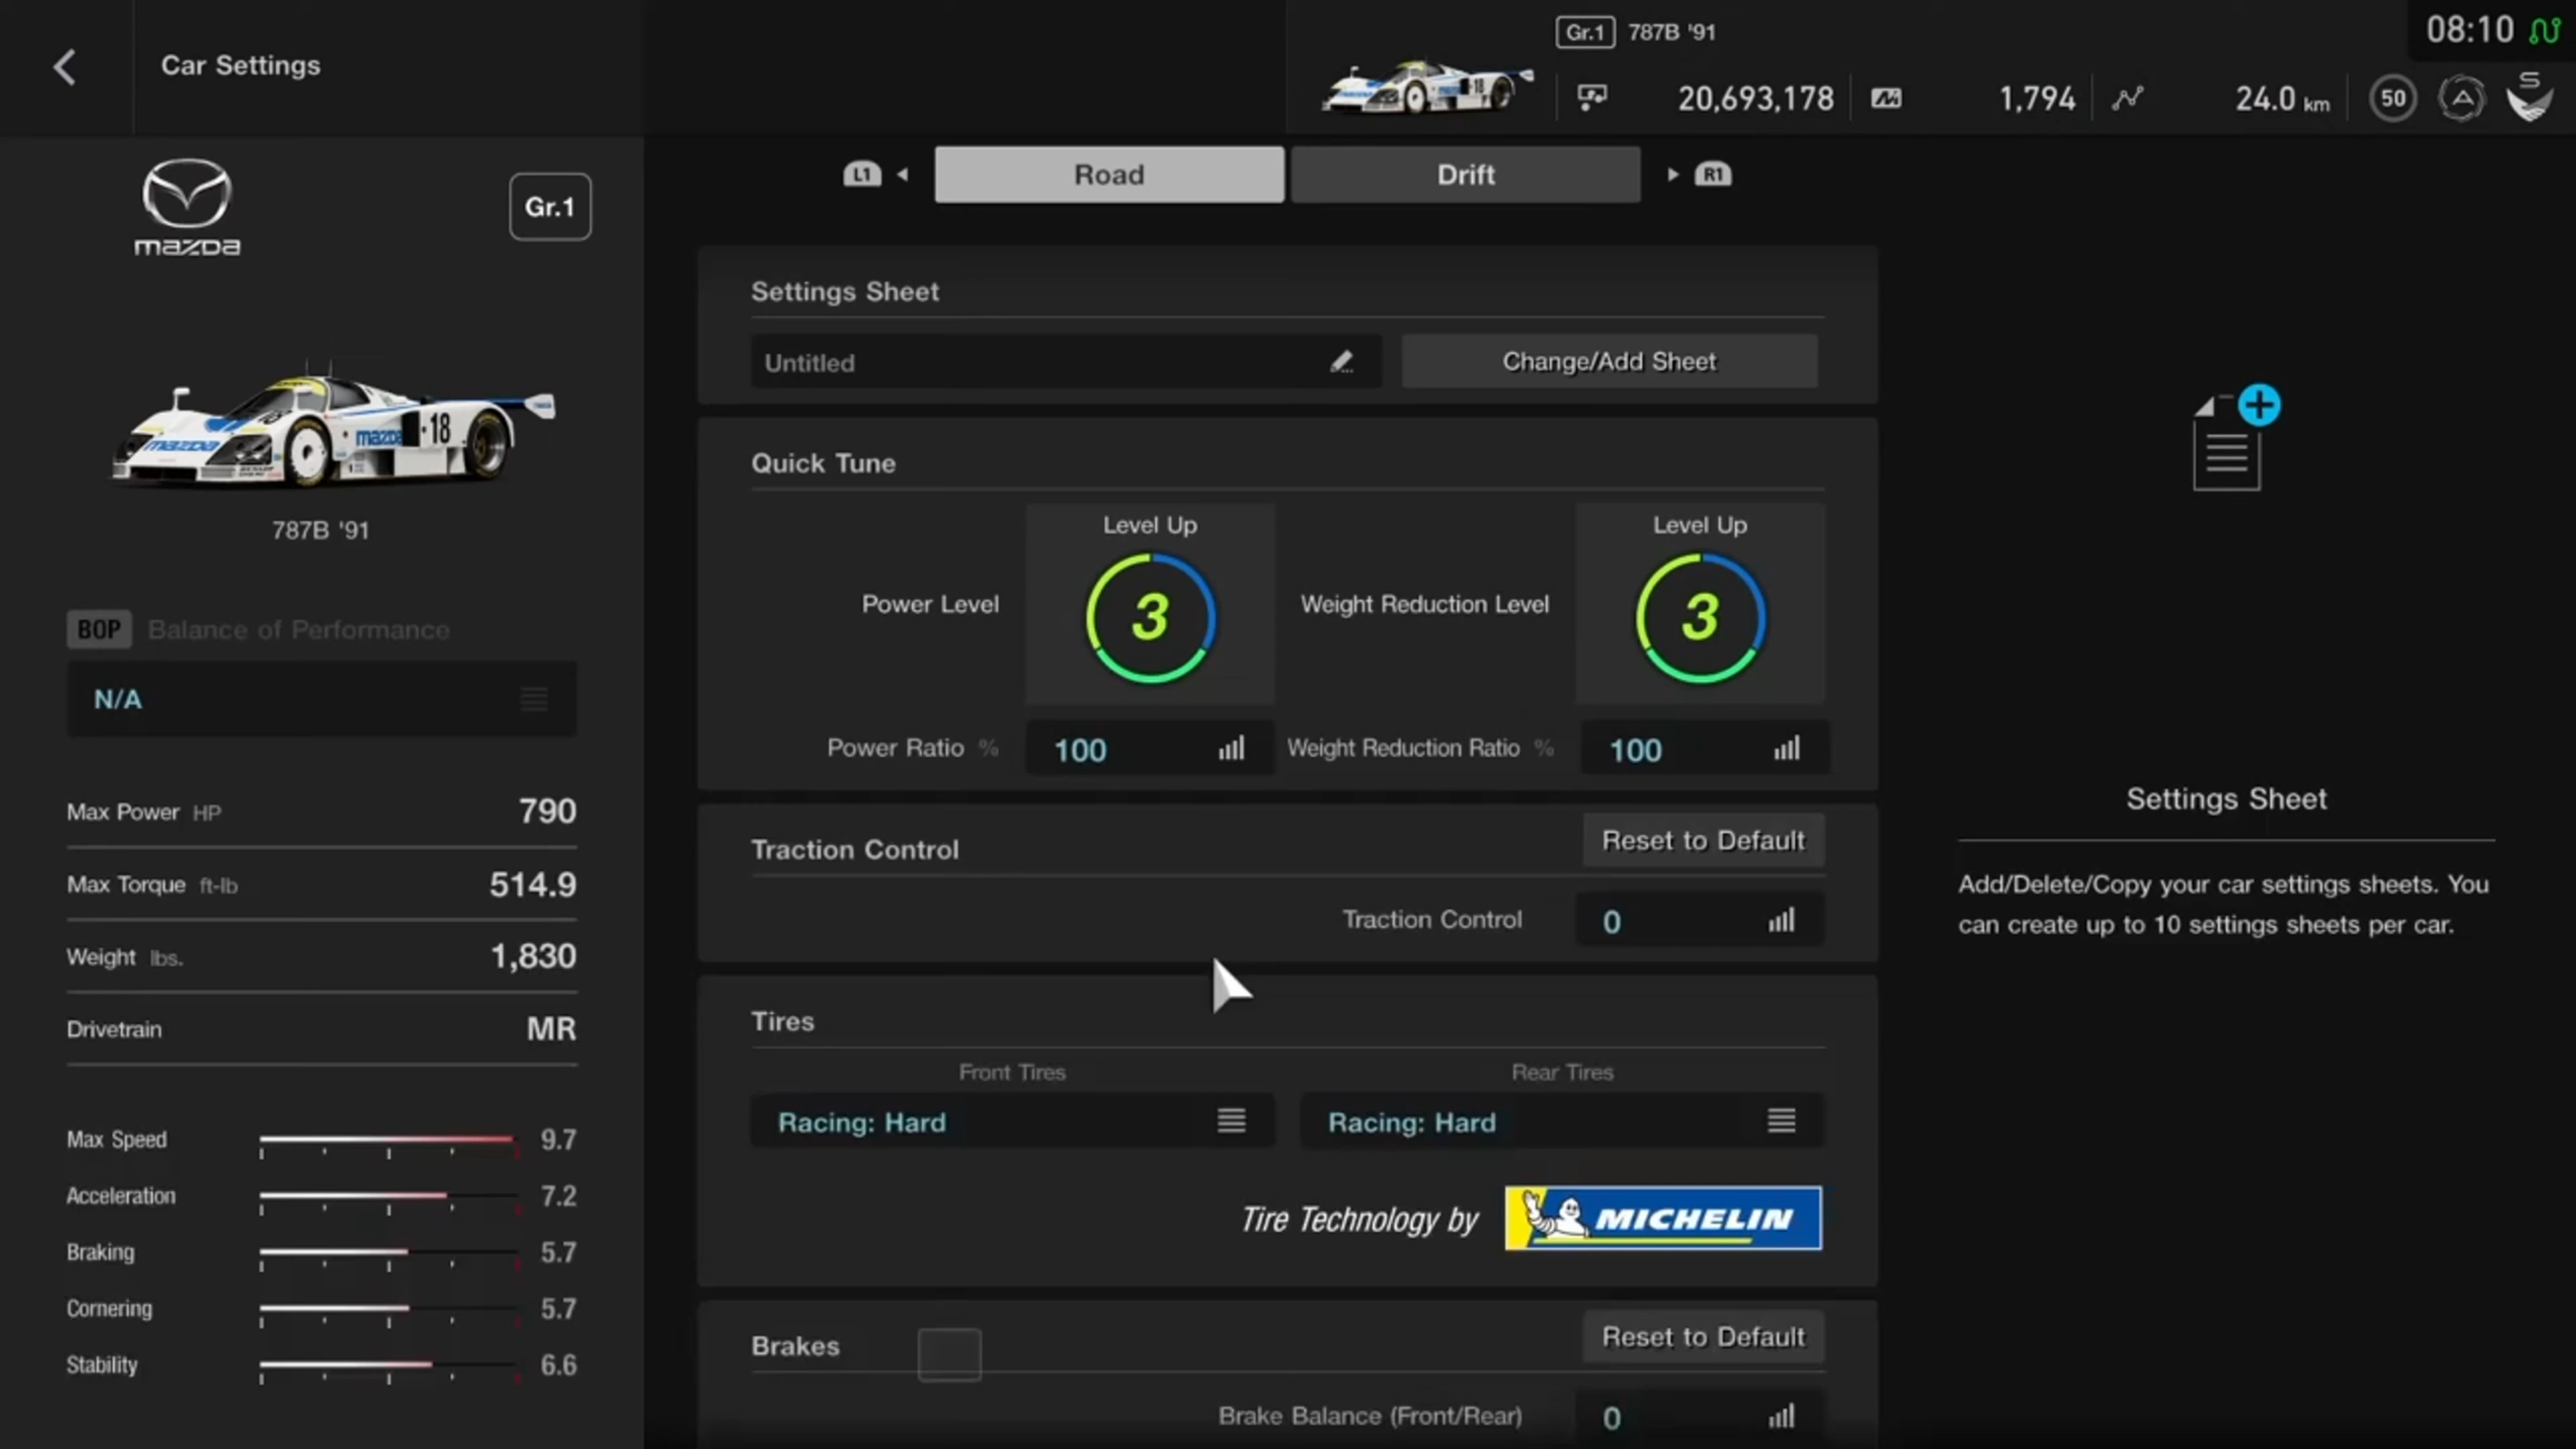 Car Settings
Gr.1 787B '91
08:10
20,693,178
1,794
24.0 km
50
A
S
mazda
Gr.1
mazda
mazda
18
787B '91
BOP Balance of Performance
N/A
Max Power HP 790
Max Torque ft-lb 514.9
Weight lbs. 1,830
Drivetrain MR
Max Speed 9.7
Acceleration 7.2
Braking 5.7
Cornering 5.7
Stability 6.6
L1 Road Drift R1
Settings Sheet
Untitled Change/Add Sheet
Quick Tune
Level Up Level Up
Power Level 3 Weight Reduction Level 3
Power Ratio % 100 Weight Reduction Ratio % 100
Traction Control Reset to Default
Traction Control 0
Tires
Front Tires Rear Tires
Racing: Hard Racing: Hard
Tire Technology by MICHELIN
Brakes Reset to Default
Brake Balance (Front/Rear) 0
Settings Sheet
Add/Delete/Copy your car settings sheets. You
can create up to 10 settings sheets per car.